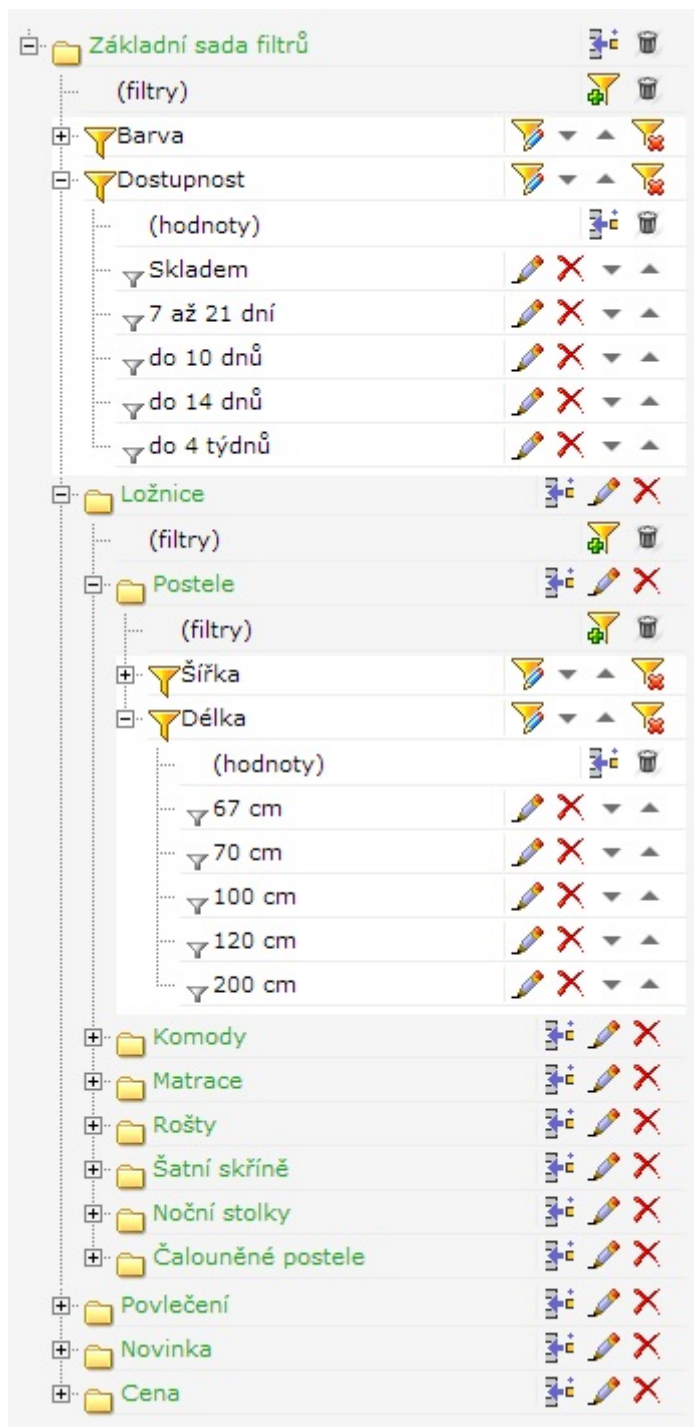 Základní sada filtrů
(filtry)
Barva
Dostupnost
(hodnoty)
Skladem
7 až 21 dní
do 10 dnů
do 14 dnů
do 4 týdnů
Ložnice
(filtry)
Postele
(filtry)
Šířka
Délka
(hodnoty)
67 cm
70 cm
100 cm
120 cm
200 cm
Komody
Matrace
Rošty
Šatní skříně
Noční stolky
Čalouněné postele
Povlečení
Novinka
Cena